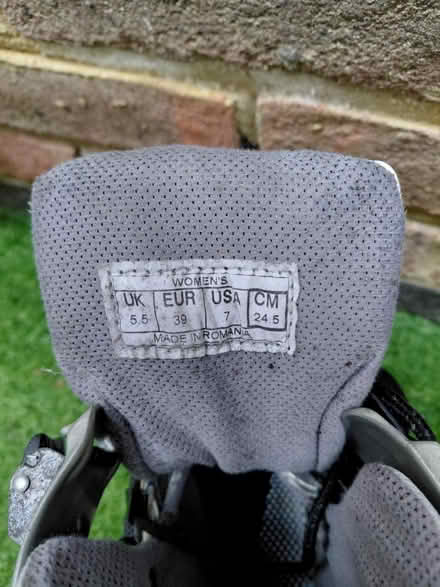 WOMEN'S
UK EUR USA CM
5.5 39 7 24.5
MADE IN ROMANIA